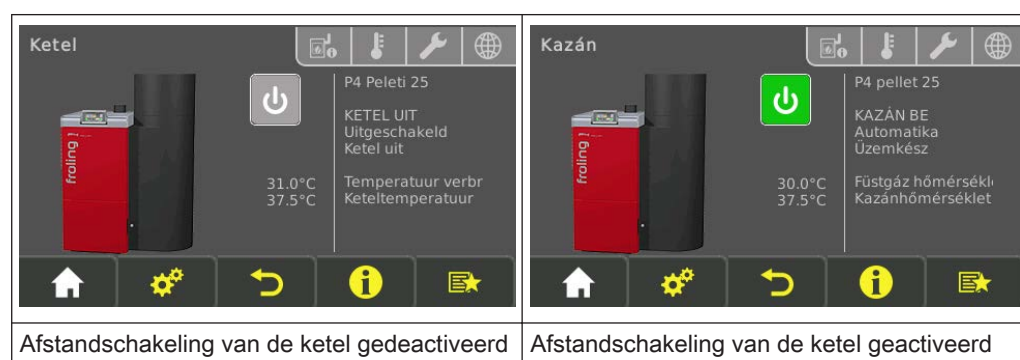 Ketel
P4 Peleti 25
KETEL UIT
Uitgeschakeld
Ketel uit
31.0°C Temperatuur verbr
37.5°C Keteltemperatuur
froling
Kazán
P4 pellet 25
KAZÁN BE
Automatika
Üzemkész
30.0°C Füstgáz hőmérsékl
37.5°C Kazánhőmérséklet
froling
Afstandschakeling van de ketel gedeactiveerd
Afstandschakeling van de ketel geactiveerd